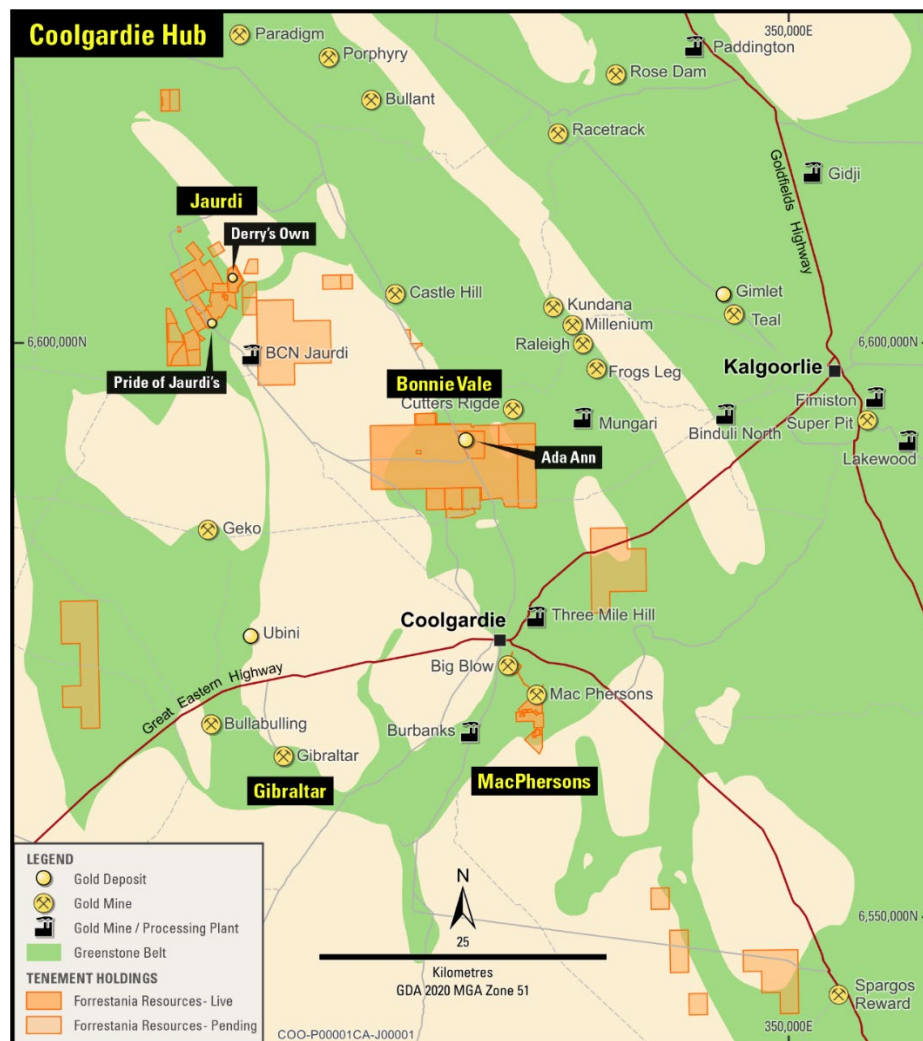 Coolgardie Hub
Paradigm
Porphyry
Bullant
350,000E
Paddington
Rose Dam
Racetrack
Goldfields Highway
Gidji
Jaurdi
Derry's Own
Castle Hill
Kundana
Millenium
Raleigh
Frogs Leg
Gimlet
Teal
6,600,000N
6,600,000N
BCN Jaurdi
Pride of Jaurdi's
Bonnie Vale
Cutters Rigde
Kalgoorlie
Fimiston
Super Pit
Mungari
Binduli North
Lakewood
Ada Ann
Geko
Ubini
Coolgardie
Three Mile Hill
Great Eastern Highway
Big Blow
Mac Phersons
Bullabulling
Burbanks
Gibraltar
Gibraltar
MacPhersons
LEGEND
Gold Deposit
Gold Mine
Gold Mine / Processing Plant
Greenstone Belt
TENEMENT HOLDINGS
Forrestania Resources - Live
Forrestania Resources - Pending
N
25
Kilometres
GDA 2020 MGA Zone 51
COO-P00001CA-J00001
6,550,000N
Spargos
Reward
350,000E